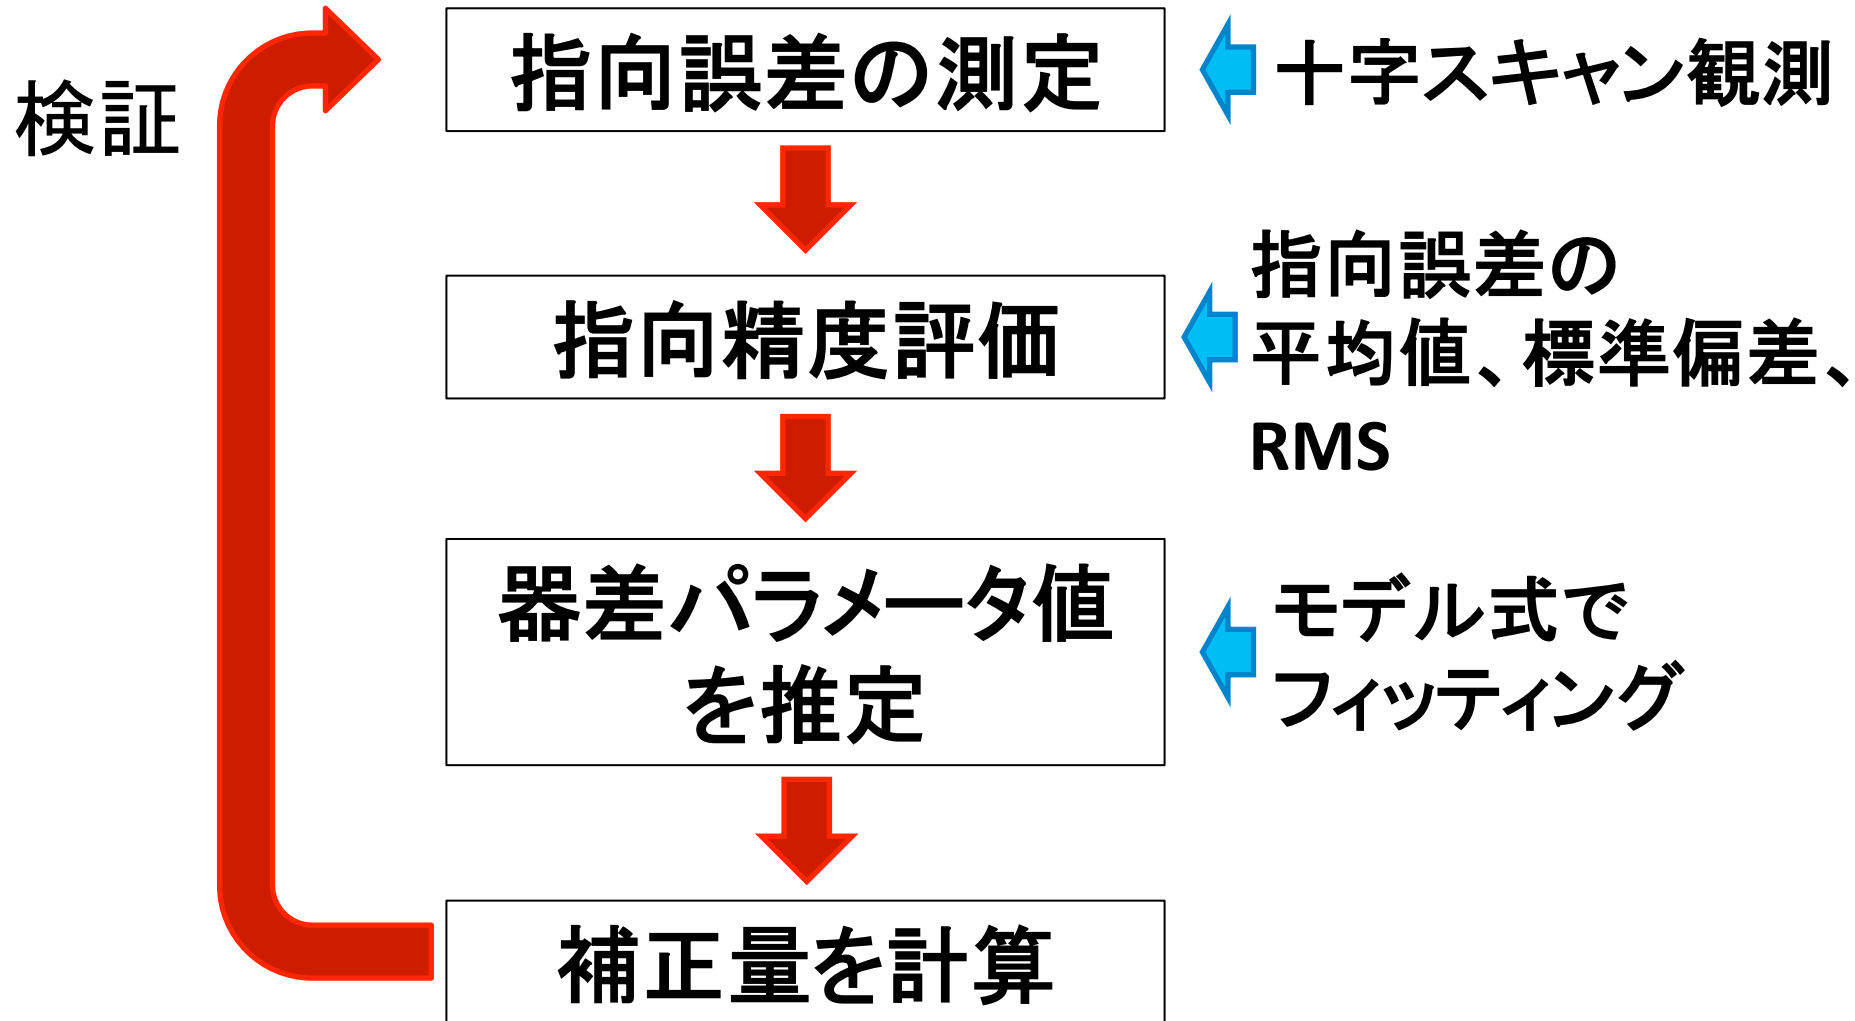 検証
指向誤差の測定
十字スキャン観測
指向精度評価
指向誤差の
平均値、標準偏差、
RMS
器差パラメータ値
を推定
モデル式で
フィッティング
補正量を計算